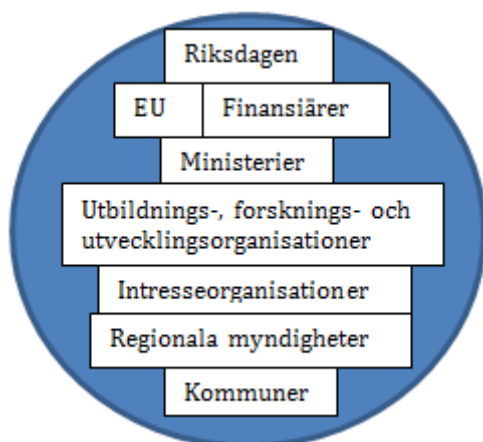 Riksdagen
EU Finansiärer
Ministerier
Utbildnings-, forsknings- och
utvecklingsorganisationer
Intresseorganisationer
Regionala myndigheter
Kommuner